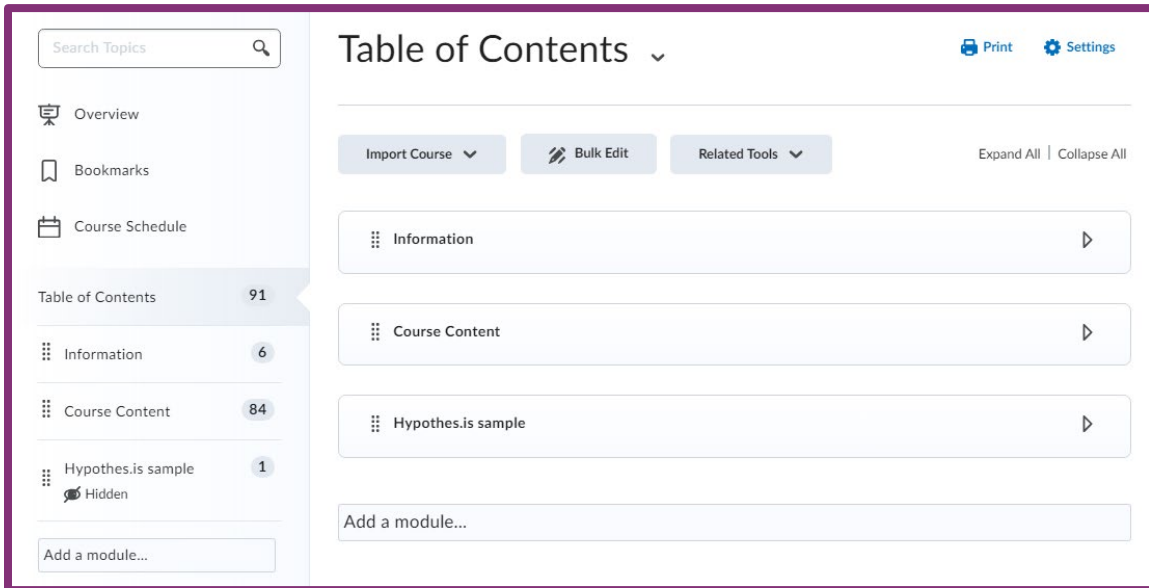 Search Topics
Overview
Bookmarks
Course Schedule
Table of Contents 91
Information 6
Course Content 84
Hypothes.is sample 1
Hidden
Add a module...
Table of Contents
Print Settings
Import Course Bulk Edit Related Tools Expand All | Collapse All
Information
Course Content
Hypothes.is sample
Add a module...